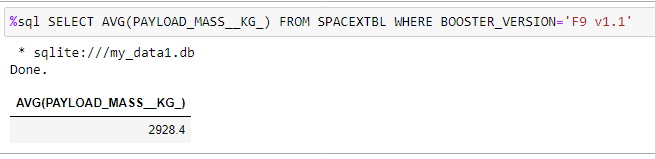 %sql SELECT AVG(PAYLOAD_MASS__KG_) FROM SPACEXTBL WHERE BOOSTER_VERSION='F9 v1.1'
* sqlite:///my_data1.db
Done.
AVG(PAYLOAD_MASS__KG_)
2928.4